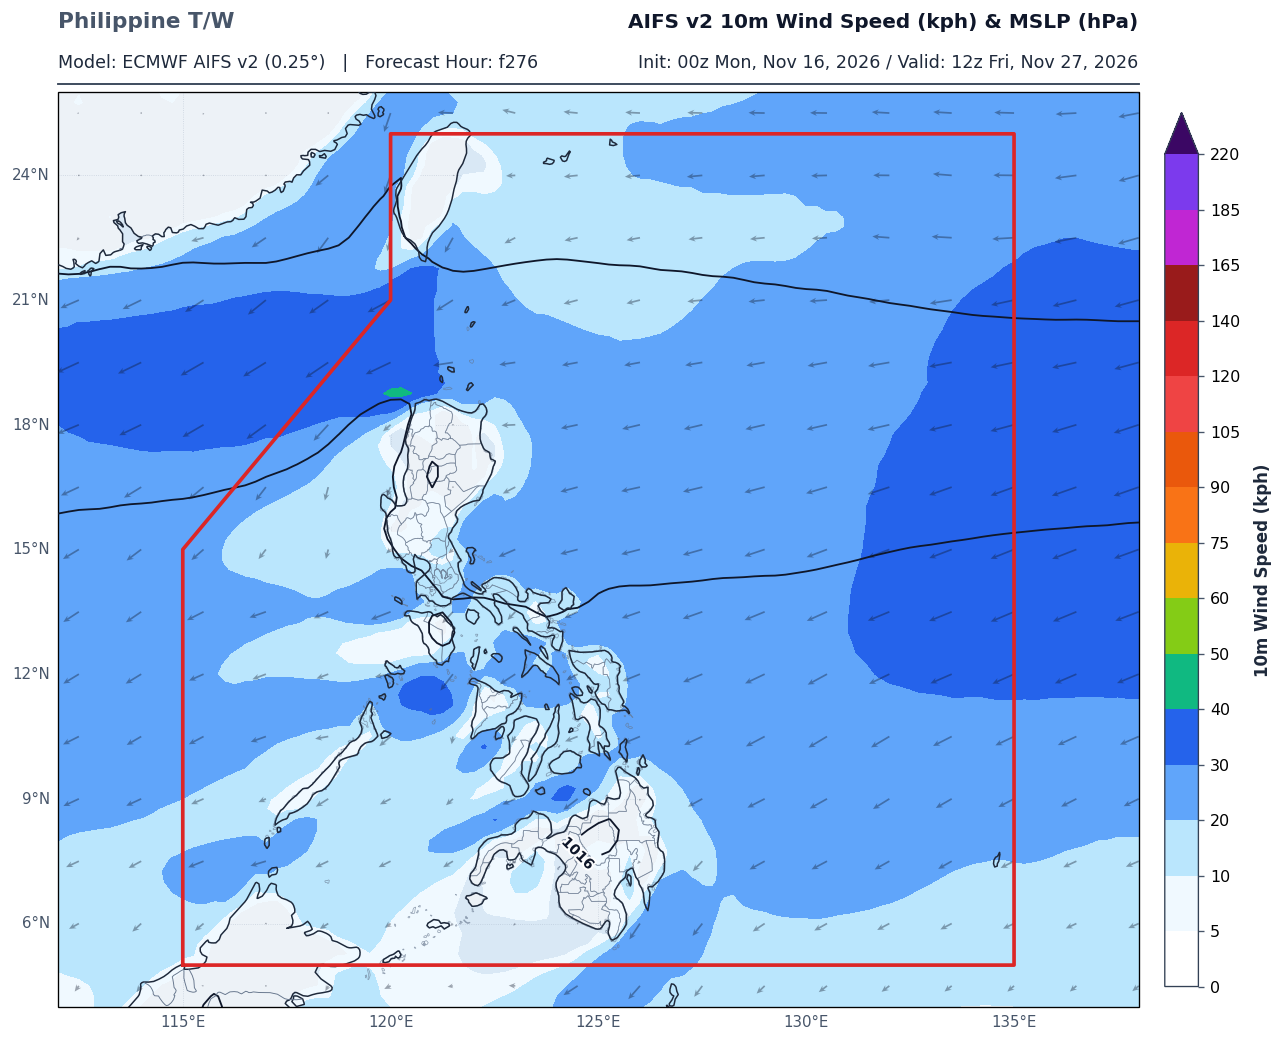 Philippine T/W
AIFS v2 10m Wind Speed (kph) & MSLP (hPa)
Model: ECMWF AIFS v2 (0.25°) | Forecast Hour: f276
Init: 00z Mon, Nov 16, 2026 / Valid: 12z Fri, Nov 27, 2026
24°N
21°N
18°N
15°N
12°N
9°N
6°N
115°E
120°E
125°E
130°E
135°E
1016
220
185
165
140
120
105
90
75
60
50
40
30
20
10
5
0
10m Wind Speed (kph)